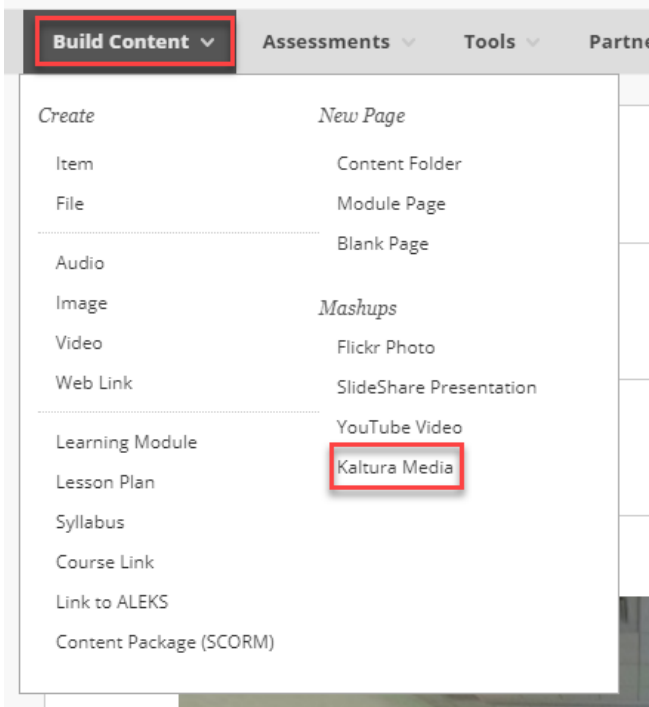 Build Content
Assessments
Tools
Partne
Create
Item
File
Audio
Image
Video
Web Link
Learning Module
Lesson Plan
Syllabus
Course Link
Link to ALEKS
Content Package (SCORM)
New Page
Content Folder
Module Page
Blank Page
Mashups
Flickr Photo
SlideShare Presentation
YouTube Video
Kaltura Media